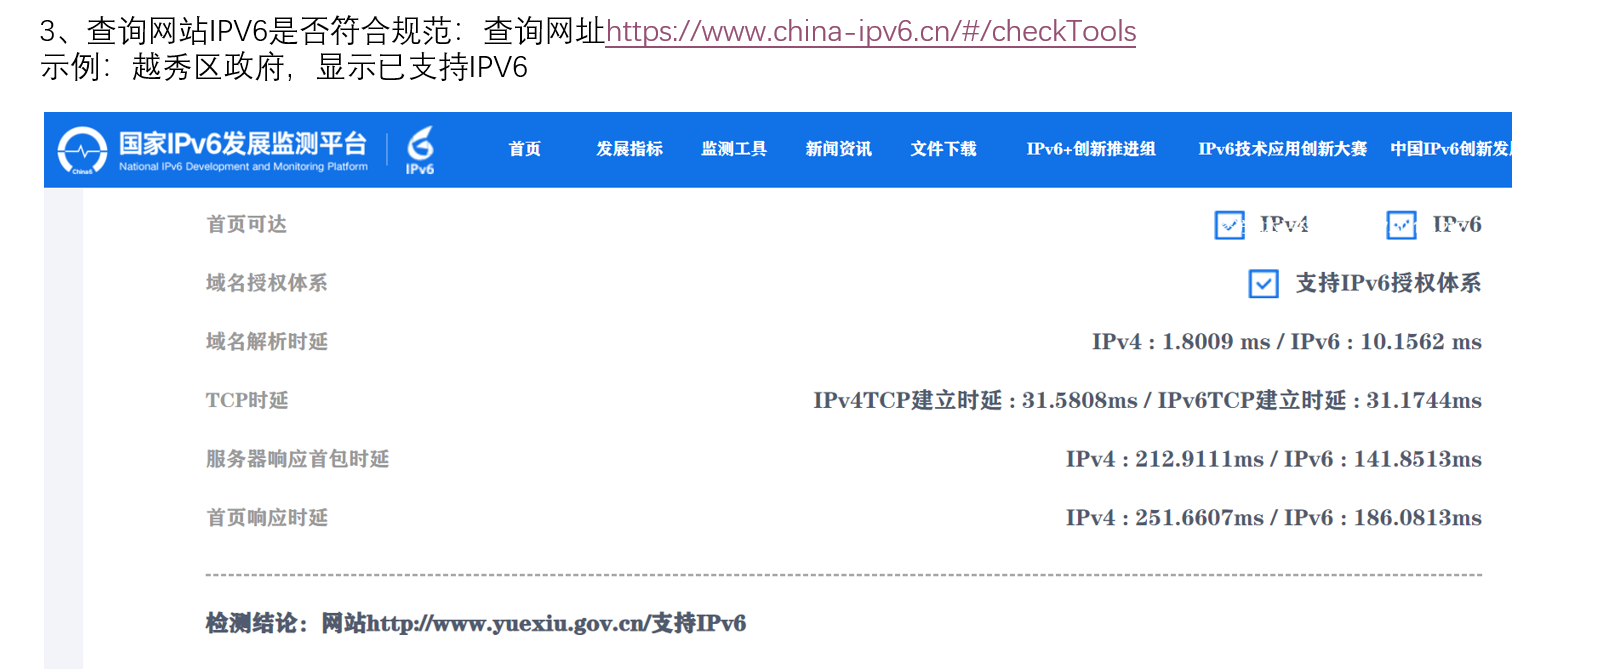 3、查询网站IPV6是否符合规范：查询网址https://www.china-ipv6.cn/#/checkTools
示例：越秀区政府，显示已支持IPV6
国家IPv6发展监测平台
National IPv6 Development and Monitoring Platform
China6
IPv6
首页 发展指标 监测工具 新闻资讯 文件下载 IPv6+创新推进组 IPv6技术应用创新大赛 中国IPv6创新发
首页可达 IPv4 IPv6
域名授权体系 支持IPv6授权体系
域名解析时延 IPv4 : 1.8009 ms / IPv6 : 10.1562 ms
TCP时延 IPv4TCP建立时延 : 31.5808ms / IPv6TCP建立时延 : 31.1744ms
服务器响应首包时延 IPv4 : 212.9111ms / IPv6 : 141.8513ms
首页响应时延 IPv4 : 251.6607ms / IPv6 : 186.0813ms
检测结论：网站http://www.yuexiu.gov.cn/支持IPv6